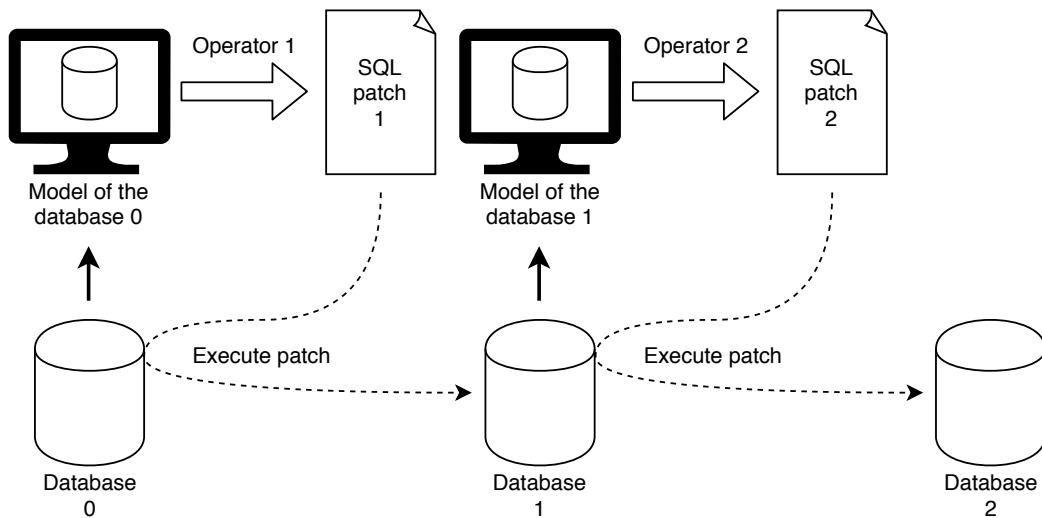 Operator 1
SQL
patch
1
Model of the
database 0
Operator 2
SQL
patch
2
Model of the
database 1
Execute patch
Execute patch
Database
0
Database
1
Database
2